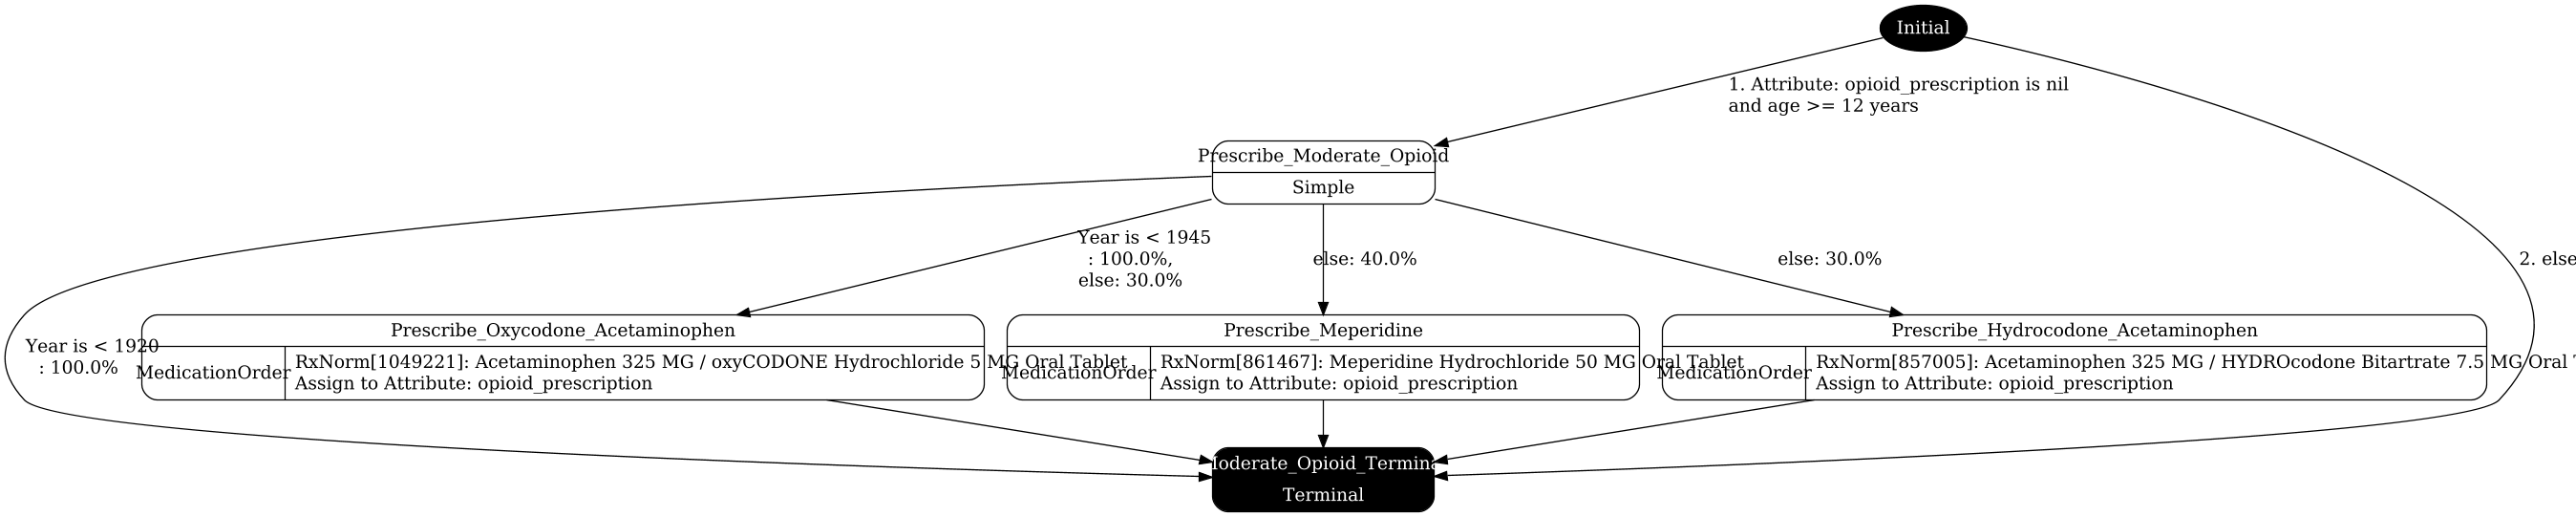 Initial
1. Attribute: opioid_prescription is nil
and age >= 12 years
Prescribe_Moderate_Opioid
Simple
Year is < 1945
: 100.0%,
else: 30.0%
else: 40.0%
else: 30.0%
2. else
Year is < 1920
: 100.0%
Prescribe_Oxycodone_Acetaminophen
MedicationOrder
RxNorm[1049221]: Acetaminophen 325 MG / oxyCODONE Hydrochloride 5 MG Oral Tablet
Assign to Attribute: opioid_prescription
Prescribe_Meperidine
MedicationOrder
RxNorm[861467]: Meperidine Hydrochloride 50 MG Oral Tablet
Assign to Attribute: opioid_prescription
Prescribe_Hydrocodone_Acetaminophen
MedicationOrder
RxNorm[857005]: Acetaminophen 325 MG / HYDROcodone Bitartrate 7.5 MG Oral
Assign to Attribute: opioid_prescription
Moderate_Opioid_Termina
Terminal